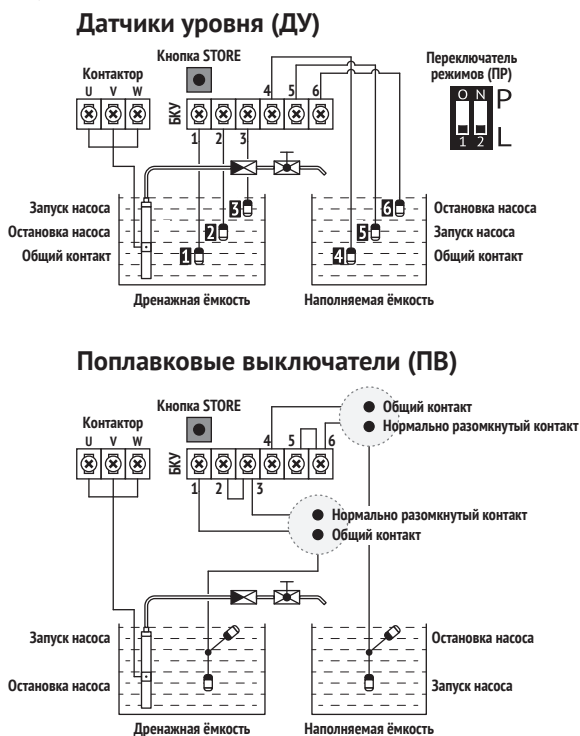 Датчики уровня (ДУ)
Кнопка STORE
Контактор
U V W
БКУ
4 5 6
1 2 3
Переключатель
режимов (ПР)
O N
P
1 2
L
Запуск насоса
Остановка насоса
Общий контакт
3
2
1
6
5
4
Остановка насоса
Запуск насоса
Общий контакт
Дренажная ёмкость
Наполняемая ёмкость
Поплавковые выключатели (ПВ)
Кнопка STORE
Контактор
U V W
БКУ
4 5 6
1 2 3
Общий контакт
Нормально разомкнутый контакт
Нормально разомкнутый контакт
Общий контакт
Запуск насоса
Остановка насоса
Остановка насоса
Запуск насоса
Дренажная ёмкость
Наполняемая ёмкость